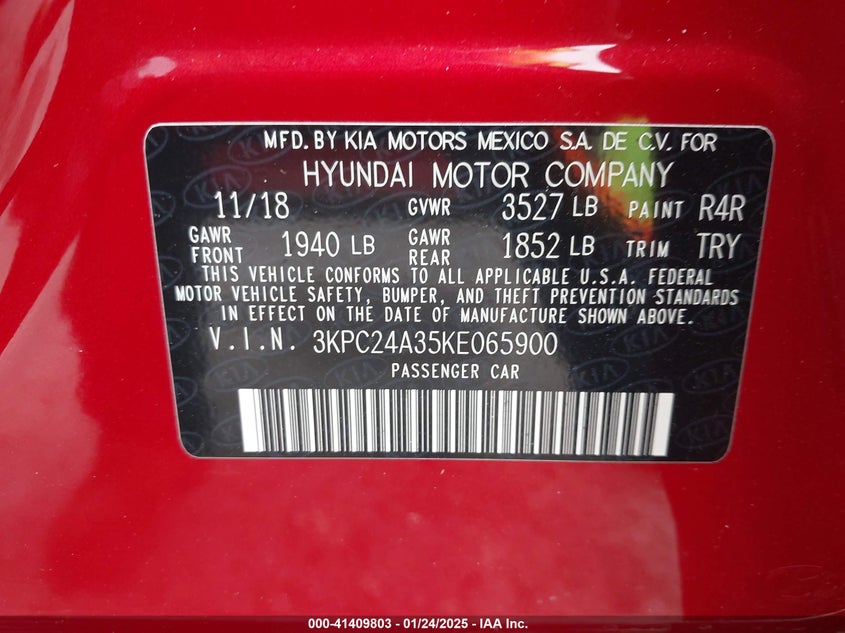 MFD. BY KIA MOTORS MEXICO S.A. DE C.V. FOR
HYUNDAI MOTOR COMPANY
11/18 GVWR 3527 LB PAINT R4R
GAWR FRONT 1940 LB GAWR REAR 1852 LB TRIM TRY
THIS VEHICLE CONFORMS TO ALL APPLICABLE U.S.A. FEDERAL
MOTOR VEHICLE SAFETY, BUMPER, AND THEFT PREVENTION STANDARDS
IN EFFECT ON THE DATE OF MANUFACTURE SHOWN ABOVE.
V.I.N. 3KPC24A35KE065900
PASSENGER CAR
000-41409803 — 01/24/2025 — IAA Inc.